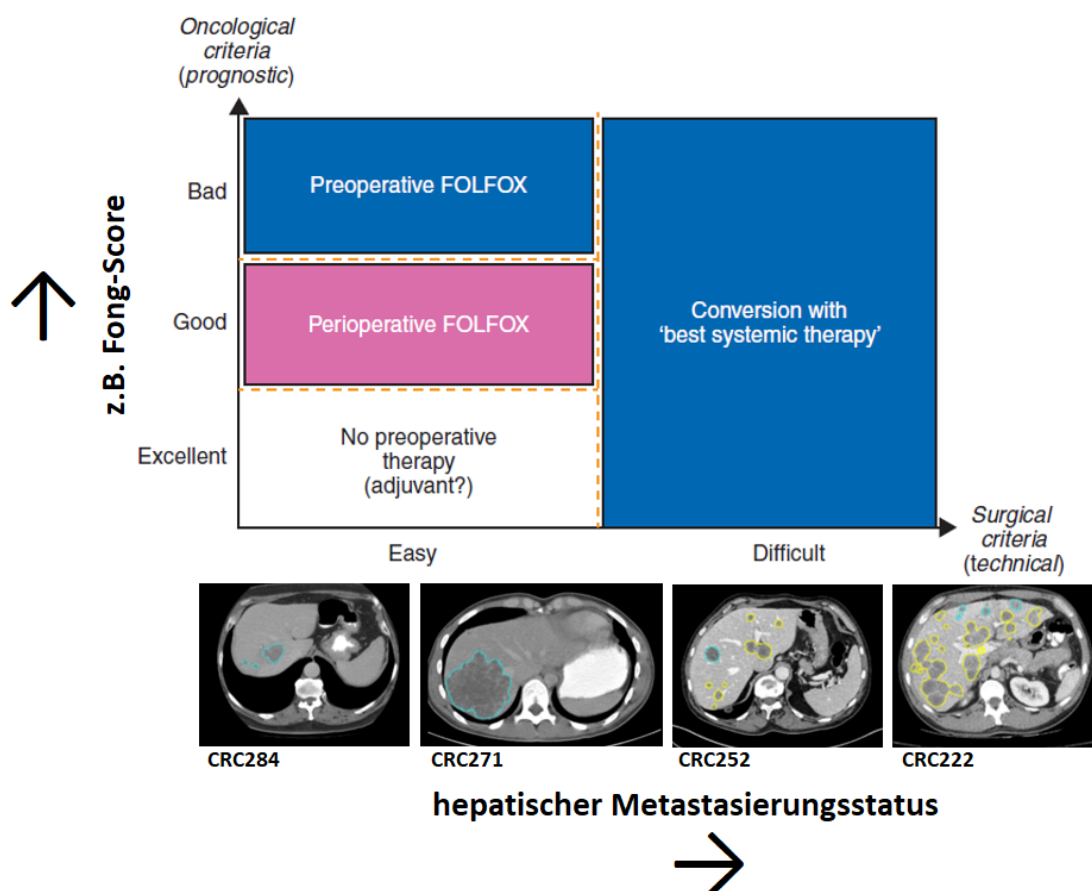 Oncological
criteria
(prognostic)
Bad
Preoperative FOLFOX
z.B. Fong-Score
Good
Perioperative FOLFOX
Conversion with
‘best systemic therapy’
Excellent
No preoperative
therapy
(adjuvant?)
Easy
Difficult
Surgical
criteria
(technical)
CRC284
CRC271
CRC252
CRC222
hepatischer Metastasierungsstatus